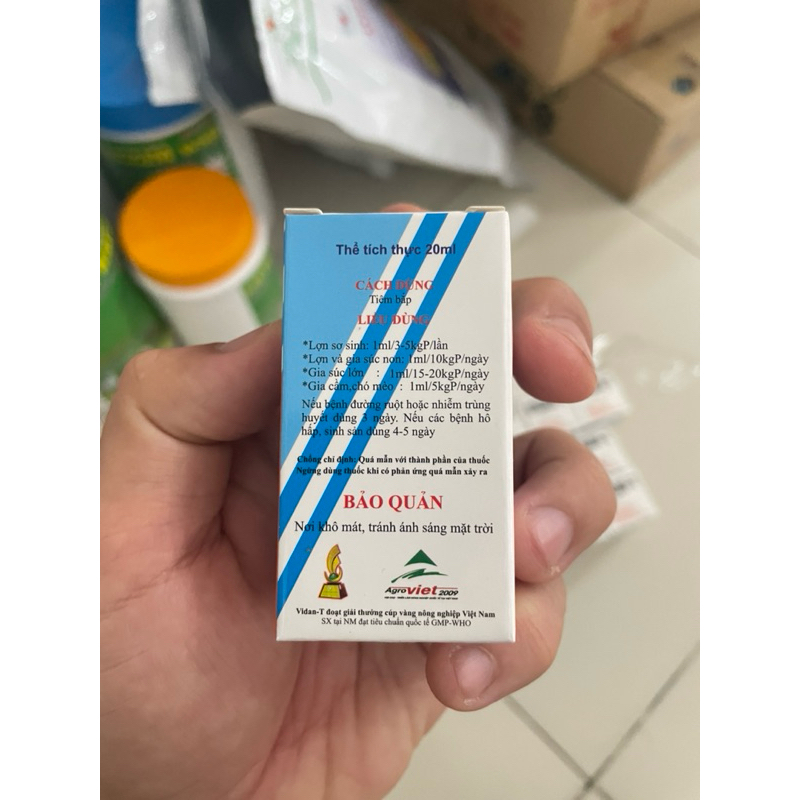 Thể tích thực 20ml
CÁCH DÙNG
Tiêm bắp
LIỀU DÙNG
*Lợn sơ sinh: 1ml/3-5kgP/lần
*Lợn và gia súc non: 1ml/10kgP/ngày
*Gia súc lớn : 1ml/15-20kgP/ngày
*Gia cầm,chó mèo : 1ml/5kgP/ngày
Nếu bệnh đường ruột hoặc nhiễm trùng
huyết dùng 3 ngày. Nếu các bệnh hô
hấp, sinh sản dùng 4-5 ngày
Chống chỉ định: Quá mẫn với thành phần của thuốc
Ngừng dùng thuốc khi có phản ứng quá mẫn xảy ra
BẢO QUẢN
Nơi khô mát, tránh ánh sáng mặt trời
Agroviet 2009
Vidan-T đoạt giải thưởng cúp vàng nông nghiệp Việt Nam
SX tại NM đạt tiêu chuẩn quốc tế GMP-WHO